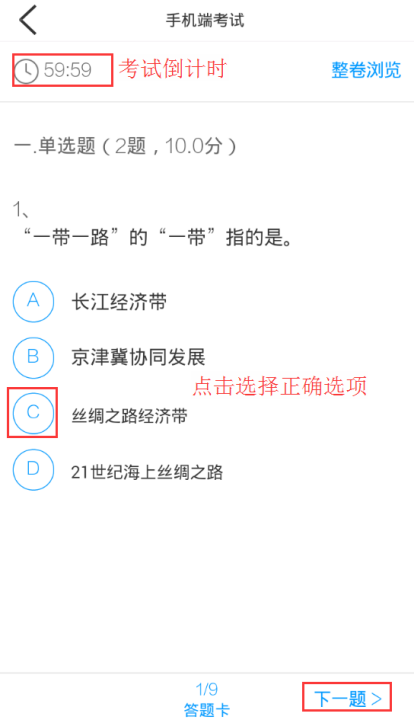 手机端考试
59:59 考试倒计时 整卷浏览
一.单选题（2题，10.0分）
1、
“一带一路”的“一带”指的是。
A 长江经济带
B 京津冀协同发展
点击选择正确选项
C 丝绸之路经济带
D 21世纪海上丝绸之路
1/9
答题卡
下一题 >